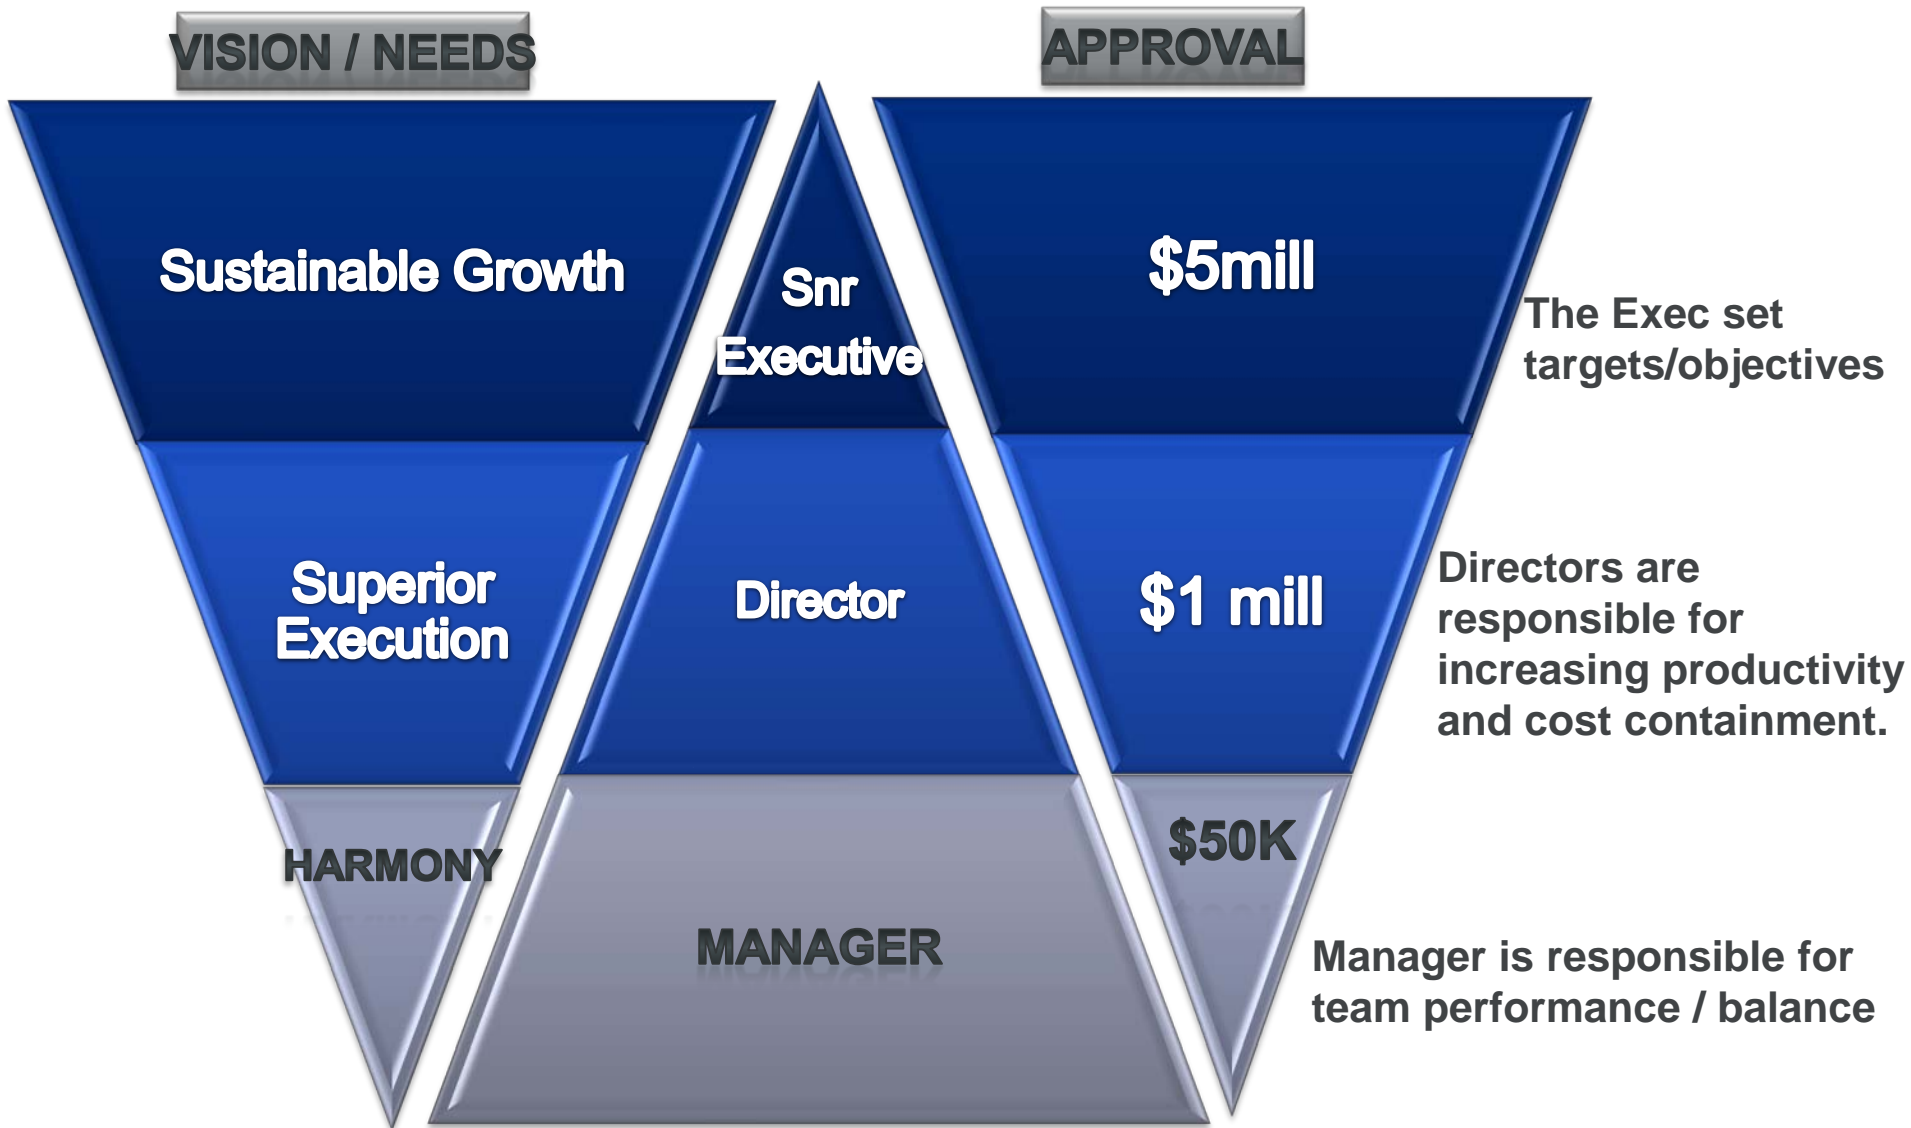 VISION / NEEDS
APPROVAL
Sustainable Growth
Snr
Executive
$5mill
The Exec set
targets/objectives
Superior
Execution
Director
$1 mill
Directors are
responsible for
increasing productivity
and cost containment.
HARMONY
MANAGER
$50K
Manager is responsible for
team performance / balance